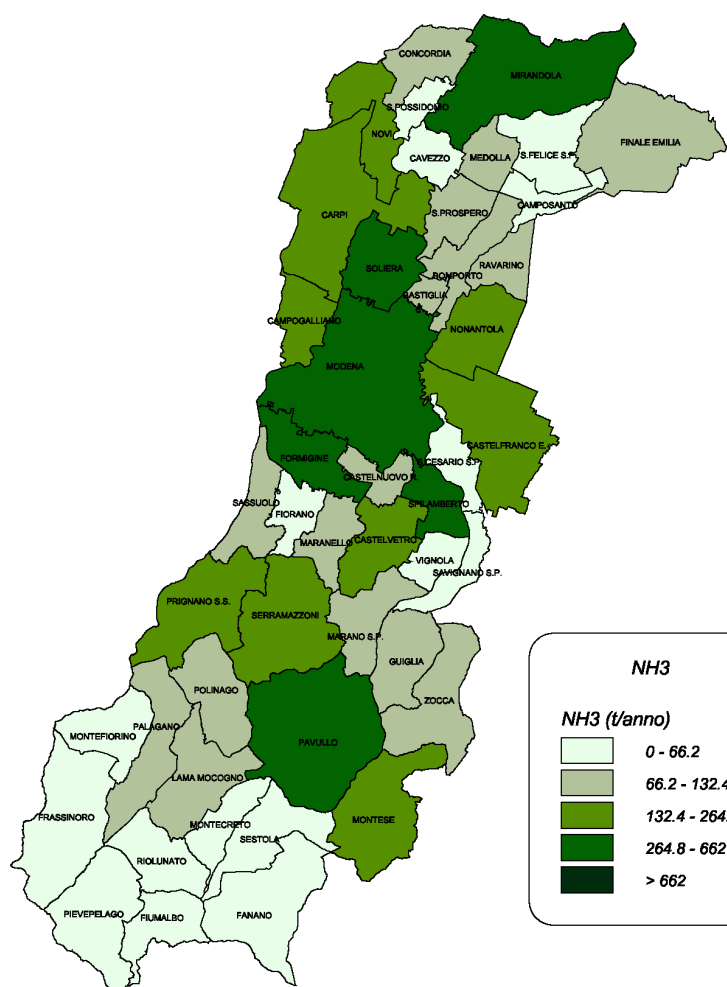 CONCORDIA
MIRANDOLA
S.POSSIDONIO
NOVI
CAVEZZO
MEDOLLA
S.FELICE S.P.
FINALE EMILIA
CARPI
S.PROSPERO
CAMPOSANTO
SOLIERA
BOMPORTO
RAVARINO
BASTIGLIA
CAMPOGALLIANO
NONANTOLA
MODENA
CASTELFRANCO E.
FORMIGINE
S.CESARIO S.P.
CASTELNUOVO R.
SASSUOLO
SPILAMBERTO
FIORANO
MARANELLO
CASTELVETRO
VIGNOLA
SAVIGNANO S.P.
PRIGNANO S.S.
SERRAMAZZONI
MARANO S.P.
GUIGLIA
POLINAGO
ZOCCA
PALAGANO
MONTEFIORINO
PAVULLO
LAMA MOCOGNO
FRASSINORO
MONTECRETO
SESTOLA
MONTESE
RIOLUNATO
PIEVEPELAGO
FIUMALBO
FANANO
NH3
NH3 (t/anno)
0 - 66.2
66.2 - 132.4
132.4 - 264.
264.8 - 662
> 662